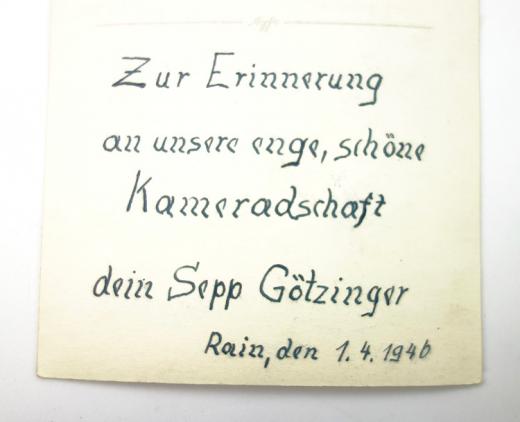 Zur Erinnerung
an unsere enge, schöne
Kameradschaft
dein Sepp Götzinger
Rain, den 1.4.1946